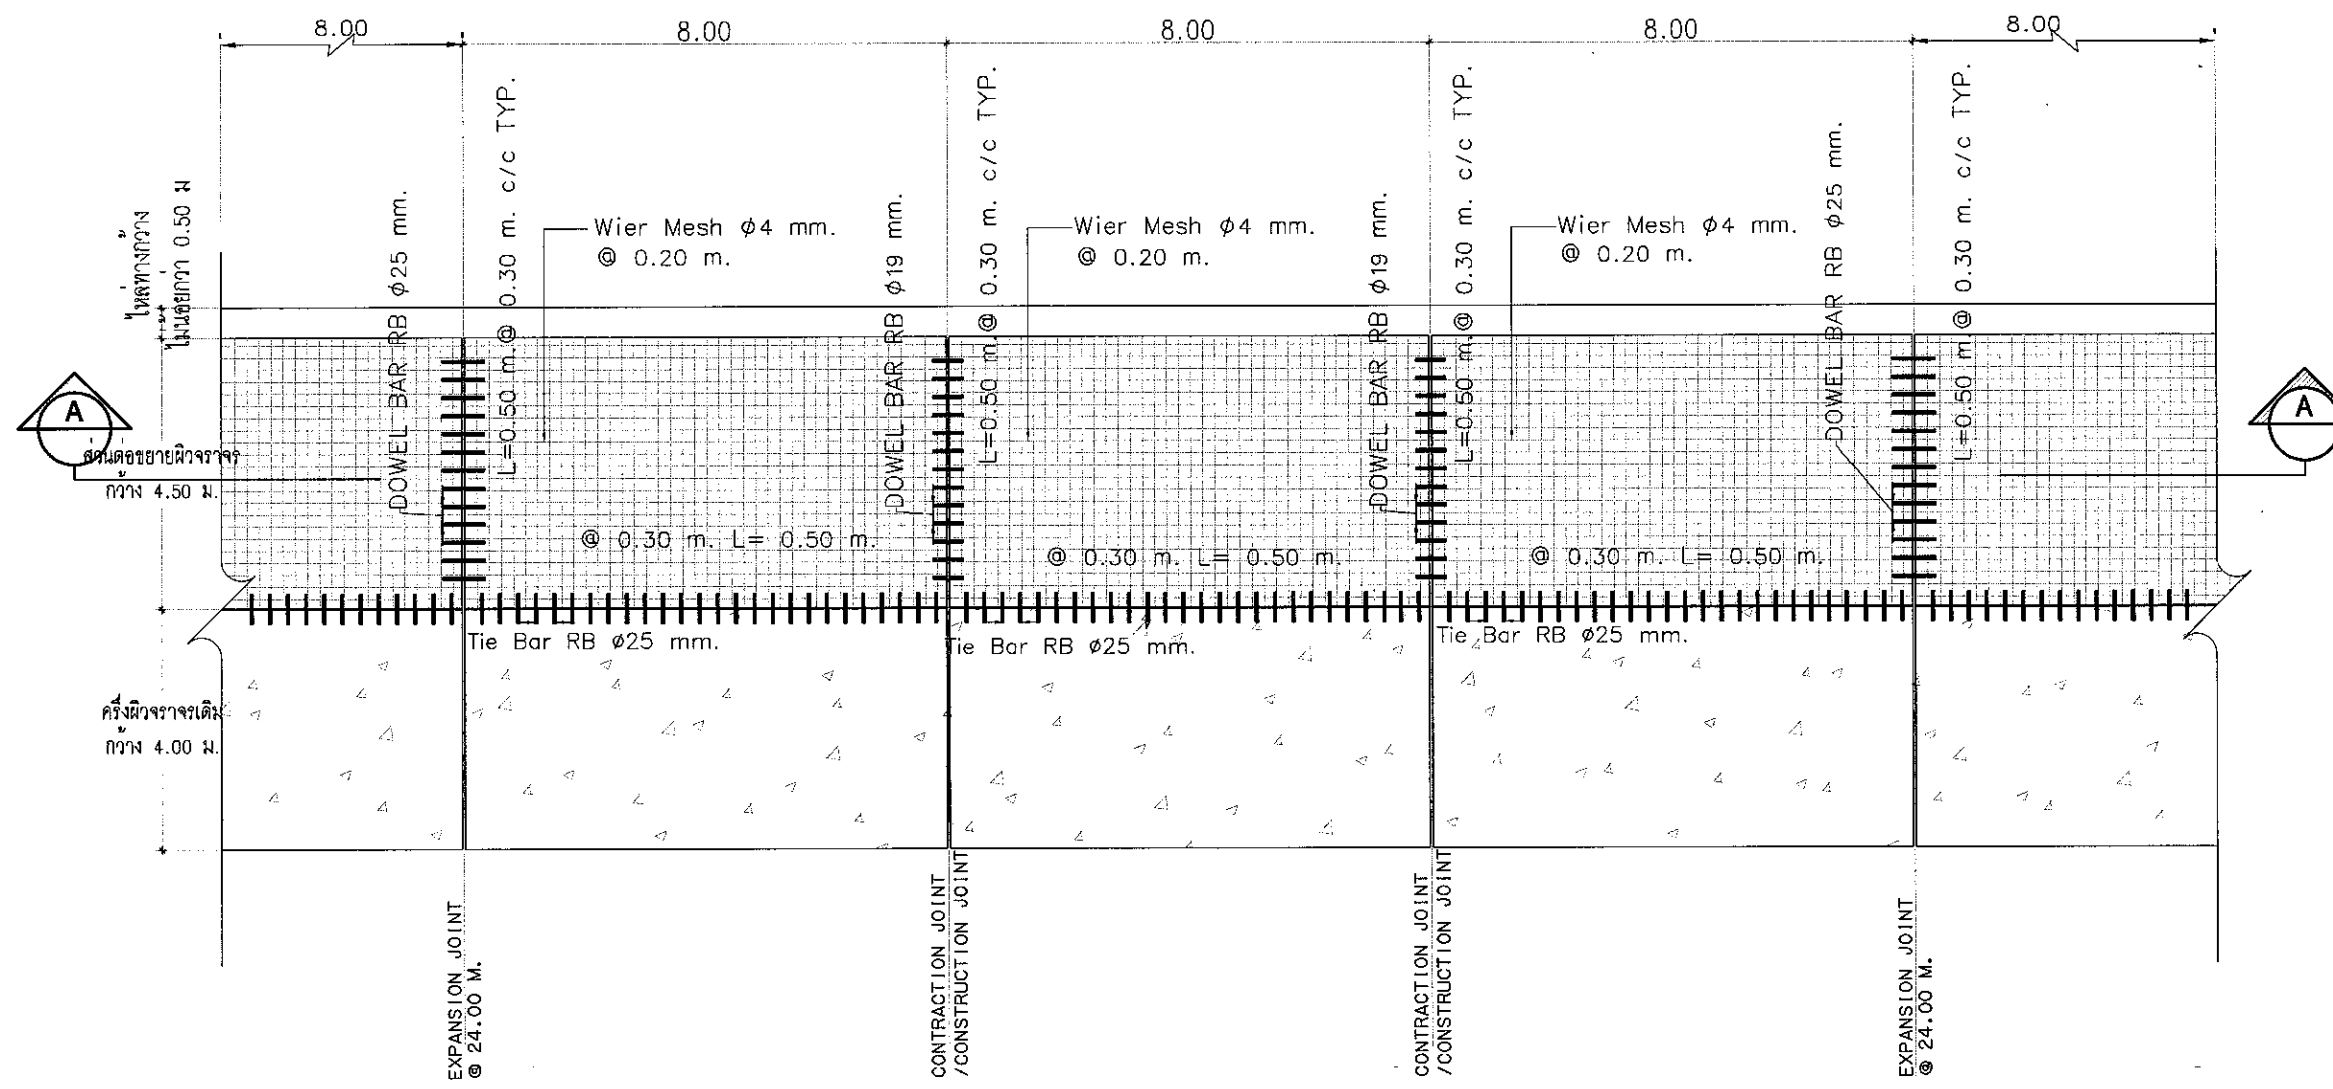 8.00
8.00
8.00
8.00
8.00
ไหล่ทางกว้าง
ไม่น้อยกว่า 0.50 ม
DOWEL BAR RB ϕ25 mm.
L=0.50 m.@ 0.30 m. c/c TYP.
Wier Mesh ϕ4 mm.
@ 0.20 m.
DOWEL BAR RB ϕ19 mm.
L=0.50 m.@ 0.30 m. c/c TYP.
Wier Mesh ϕ4 mm.
@ 0.20 m.
DOWEL BAR RB ϕ19 mm.
L=0.50 m.@ 0.30 m. c/c TYP.
Wier Mesh ϕ4 mm.
@ 0.20 m.
DOWEL BAR RB ϕ25 mm.
L=0.50 m.@ 0.30 m. c/c TYP.
A
A
ส่วนต่อขยายผิวจราจร
กว้าง 4.50 ม.
@ 0.30 m. L= 0.50 m.
@ 0.30 m. L= 0.50 m.
@ 0.30 m. L= 0.50 m.
Tie Bar RB ϕ25 mm.
Tie Bar RB ϕ25 mm.
Tie Bar RB ϕ25 mm.
ครึ่งผิวจราจรเดิม
กว้าง 4.00 ม.
EXPANSION JOINT
@ 24.00 M.
CONTRACTION JOINT
/CONSTRUCTION JOINT
CONTRACTION JOINT
/CONSTRUCTION JOINT
EXPANSION JOINT
@ 24.00 M.